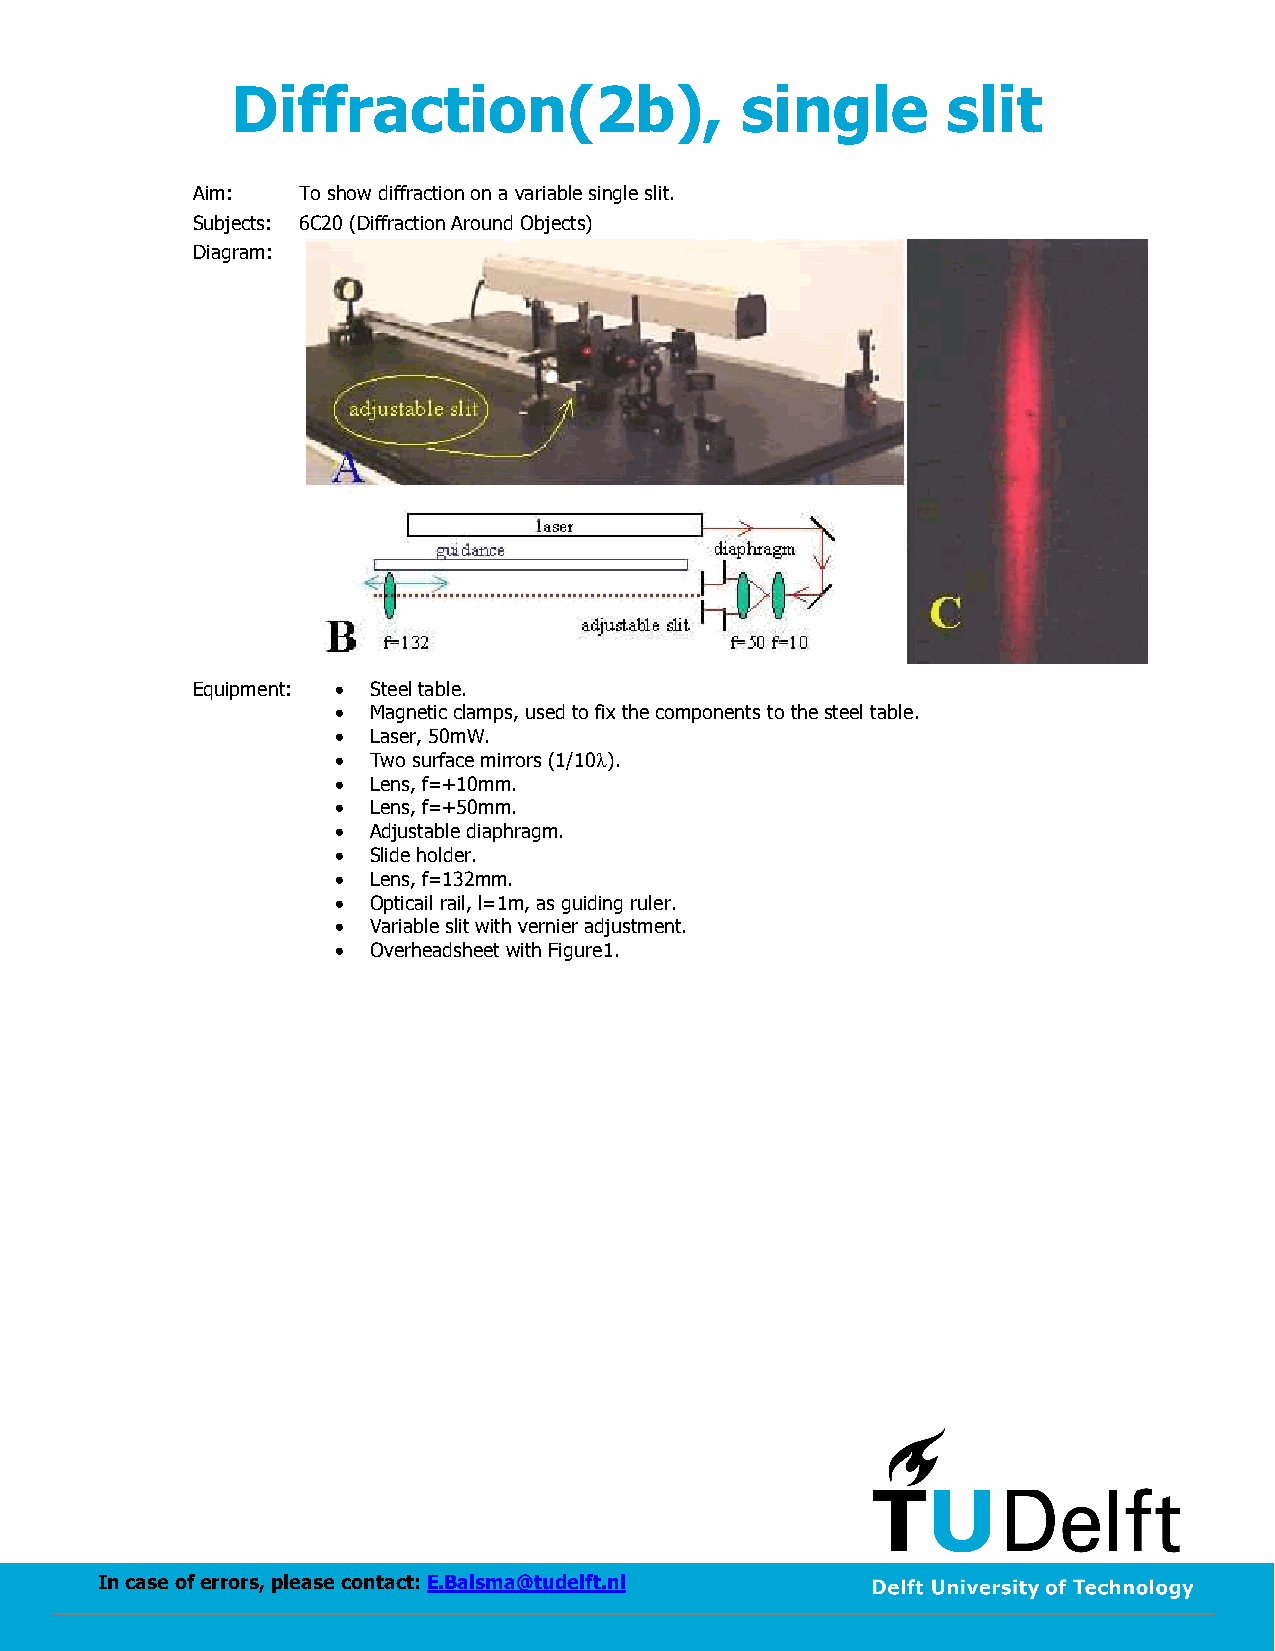 Diffraction(2b), single slit
Aim: To show diffraction on a variable single slit.
Subjects: 6C20 (Diffraction Around Objects)
Diagram:
adjustable slit
A
laser
guidance
diaphragm
adjustable slit
B
f=132
f=50 f=10
C
Equipment: • Steel table.
• Magnetic clamps, used to fix the components to the steel table.
• Laser, 50mW.
• Two surface mirrors (1/10λ).
• Lens, f=+10mm.
• Lens, f=+50mm.
• Adjustable diaphragm.
• Slide holder.
• Lens, f=132mm.
• Opticail rail, l=1m, as guiding ruler.
• Variable slit with vernier adjustment.
• Overheadsheet with Figure1.
TUDelft
In case of errors, please contact: E.Balsma@tudelft.nl
Delft University of Technology